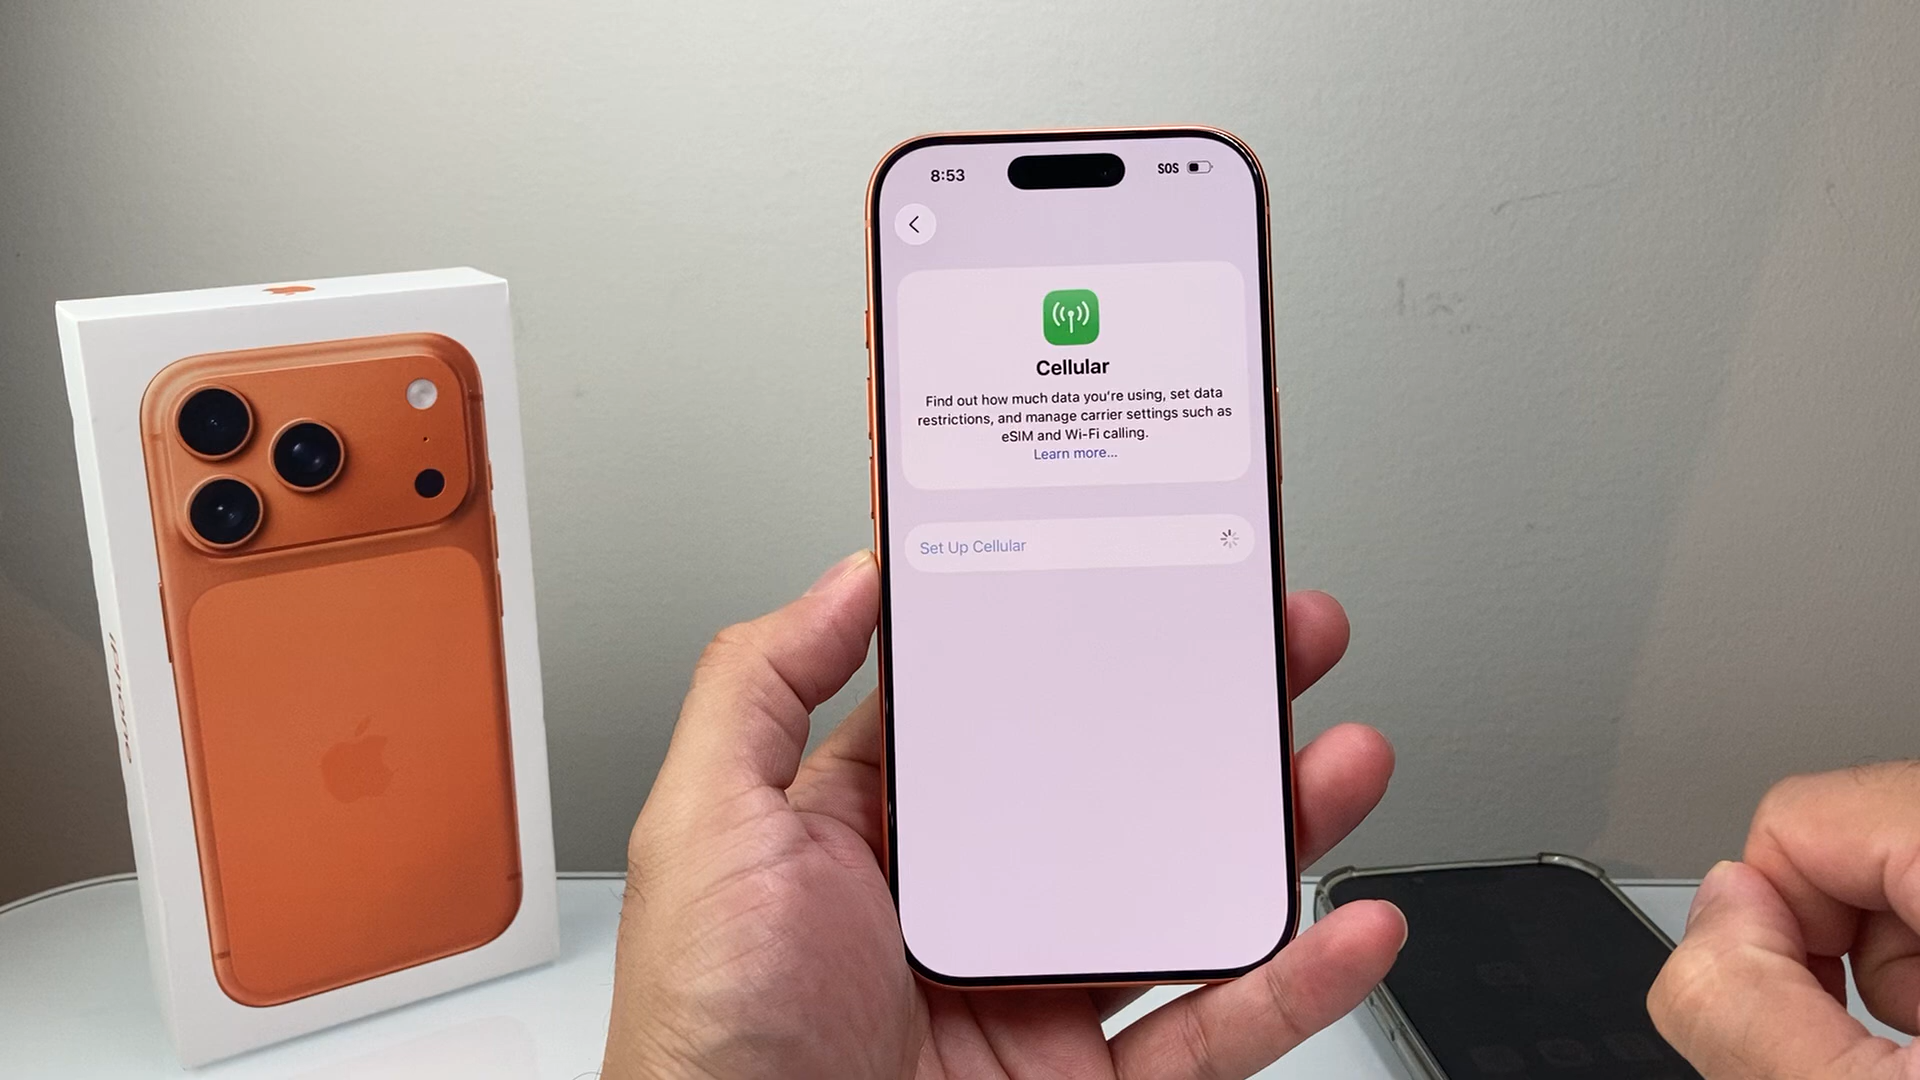 iPhone
8:53
SOS
Cellular
Find out how much data you're using, set data
restrictions, and manage carrier settings such as
eSIM and Wi-Fi calling.
Learn more...
Set Up Cellular